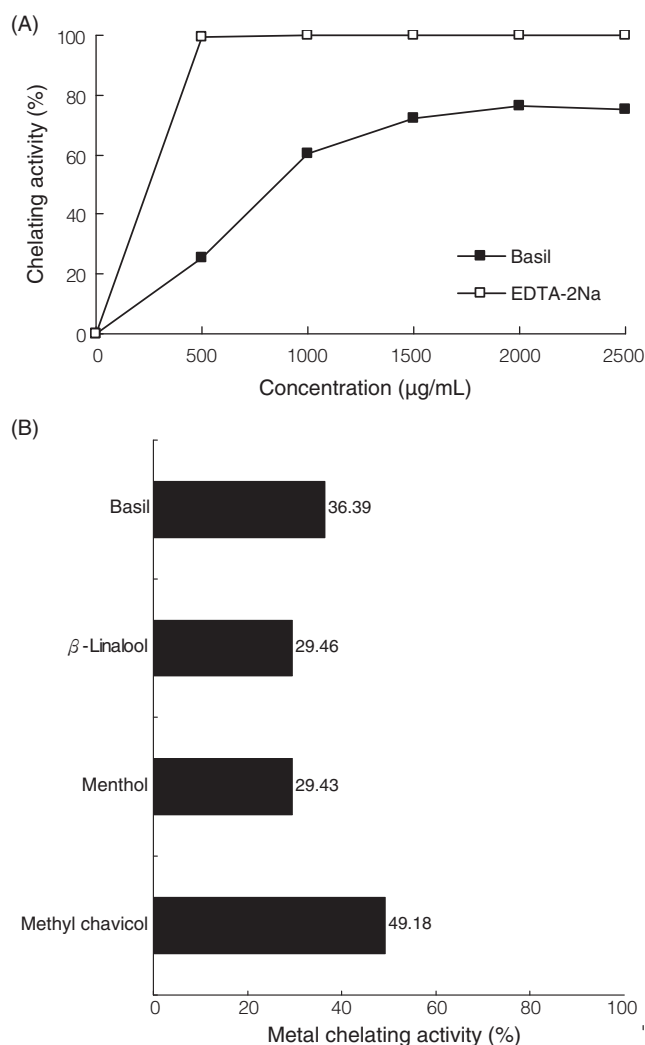 (A)
100
80
60
40
20
0
Chelating activity (%)
Basil
EDTA-2Na
0 500 1000 1500 2000 2500
Concentration (µg/mL)
(B)
Basil 36.39
β-Linalool 29.46
Menthol 29.43
Methyl chavicol 49.18
0 20 40 60 80 100
Metal chelating activity (%)